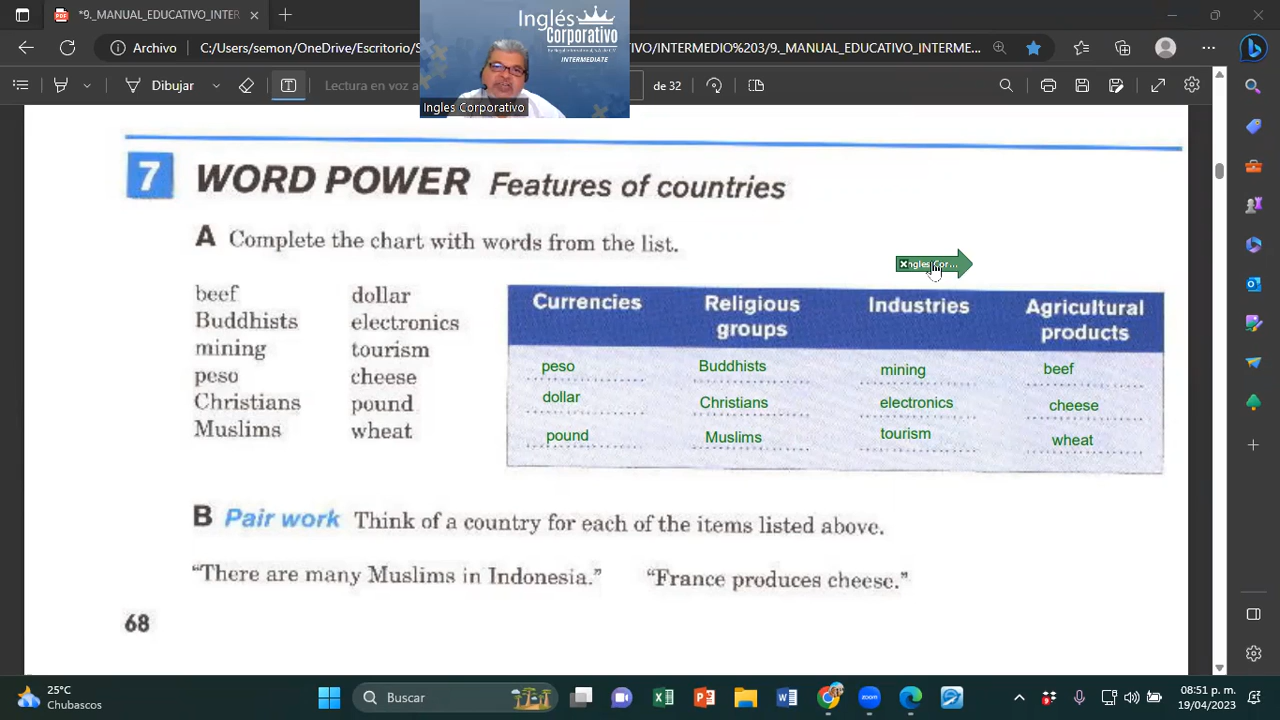 *9._MANUAL_EDUCATIVO_INTER
Archivo
C:/Users/semon/OneDrive/Escritorio/S
IVO/INTERMEDIO%203/9._MANUAL_EDUCATIVO_INTERME...
Dibujar
Lectura en voz a
de 32
Inglés
Corporativo
INTERMEDIATE
Ingles Corporativo
7 WORD POWER Features of countries
A Complete the chart with words from the list.
ngles Cor...
beef dollar
Buddhists electronics
mining tourism
peso cheese
Christians pound
Muslims wheat
Currencies Religious groups Industries Agricultural products
peso Buddhists mining beef
dollar Christians electronics cheese
pound Muslims tourism wheat
B Pair work Think of a country for each of the items listed above.
“There are many Muslims in Indonesia.” “France produces cheese.”
68
25°C
Chubascos
Buscar
08:51 p. m.
19/04/2023